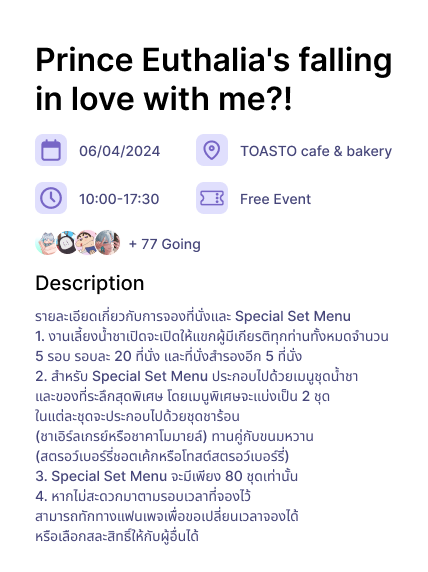 Prince Euthalia's falling
in love with me?!
06/04/2024
TOASTO cafe & bakery
10:00-17:30
Free Event
+ 77 Going
Description
รายละเอียดเกี่ยวกับการจองที่นั่งและ Special Set Menu
1. งานเลี้ยงน้ำชาเปิดจะเปิดให้แขกผู้มีเกียรติทุกท่านทั้งหมดจำนวน
5 รอบ รอบละ 20 ที่นั่ง และที่นั่งสำรองอีก 5 ที่นั่ง
2. สำหรับ Special Set Menu ประกอบไปด้วยเมนูชุดน้ำชา
และของที่ระลึกสุดพิเศษ โดยเมนูพิเศษจะแบ่งเป็น 2 ชุด
ในแต่ละชุดจะประกอบไปด้วยชุดชาร้อน
(ชาเอิร์ลเกรย์หรือชาคาโมมายล์) ทานคู่กับขนมหวาน
(สตรอว์เบอร์รี่ชอตเค้กหรือโทสต์สตรอว์เบอร์รี่)
3. Special Set Menu จะมีเพียง 80 ชุดเท่านั้น
4. หากไม่สะดวกมาตามรอบเวลาที่จองไว้
สามารถทักทางแฟนเพจเพื่อขอเปลี่ยนเวลาจองได้
หรือเลือกสละสิทธิ์ให้กับผู้อื่นได้